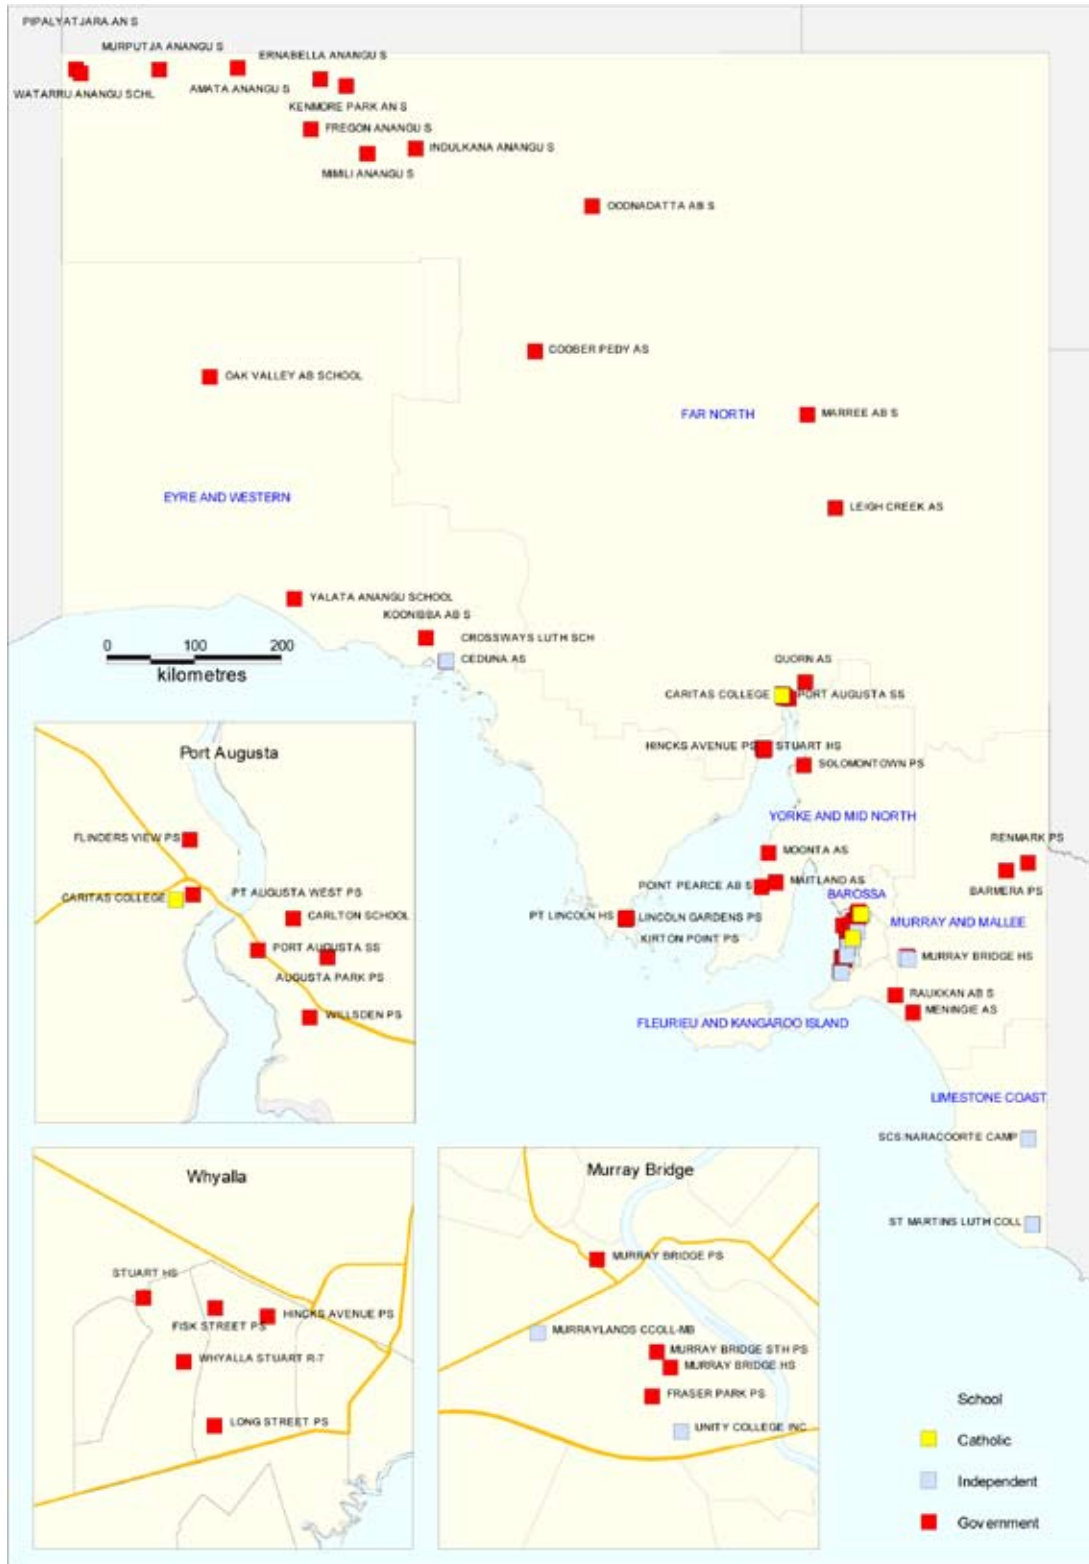 PIPALYATJARA AN S
MURPUTJA ANANGU S
ERNABELLA ANANGU S
WATARRU ANANGU SCHL
AMATA ANANGU S
KENMORE PARK AN S
FREGON ANANGU S
INDULKANA ANANGU S
MIMILI ANANGU S
OODNADATTA AB S
COOBER PEDY AS
OAK VALLEY AB SCHOOL
FAR NORTH
MARREE AB S
EYRE AND WESTERN
LEIGH CREEK AS
YALATA ANANGU SCHOOL
KOONIBBA AB S
CROSSWAYS LUTH SCH
CEDUNA AS
0 100 200
kilometres
QUORN AS
CARITAS COLLEGE
PORT AUGUSTA SS
HINCKS AVENUE PS
STUART HS
SOLOMONTOWN PS
YORKE AND MID NORTH
RENMARK PS
MOONTA AS
MAITLAND AS
POINT PEARCE AB S
BARMERA PS
BAROSSA
PT LINCOLN HS
LINCOLN GARDENS PS
KIRTON POINT PS
MURRAY AND MALLEE
MURRAY BRIDGE HS
RAUKKAN AB S
MENINGIE AS
FLEURIEU AND KANGAROO ISLAND
LIMESTONE COAST
SCS NARACOORTE CAMP
ST MARTINS LUTH COLL
Port Augusta
FLINDERS VIEW PS
CARITAS COLLEGE
PT AUGUSTA WEST PS
CARLTON SCHOOL
PORT AUGUSTA SS
AUGUSTA PARK PS
WILLSDEN PS
Whyalla
STUART HS
FISK STREET PS
HINCKS AVENUE PS
WHYALLA STUART R-7
LONG STREET PS
Murray Bridge
MURRAY BRIDGE PS
MURRAYLANDS CCOLL-MB
MURRAY BRIDGE STH PS
MURRAY BRIDGE HS
FRASER PARK PS
UNITY COLLEGE INC
School
Catholic
Independent
Government